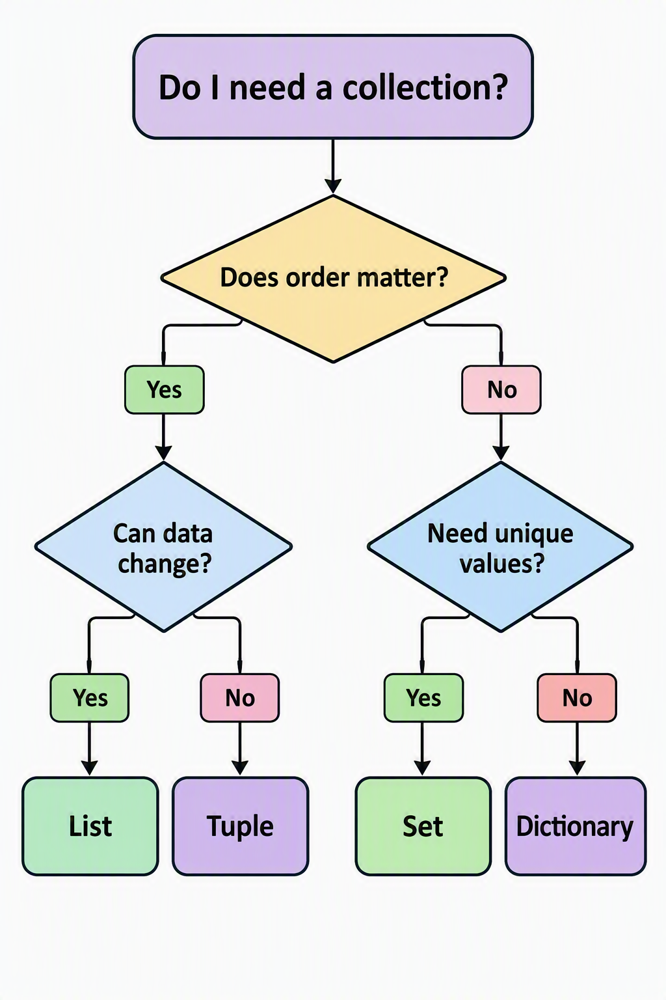 Do I need a collection?
Does order matter?
Yes
No
Can data
change?
Need unique
values?
Yes
No
Yes
No
List
Tuple
Set
Dictionary